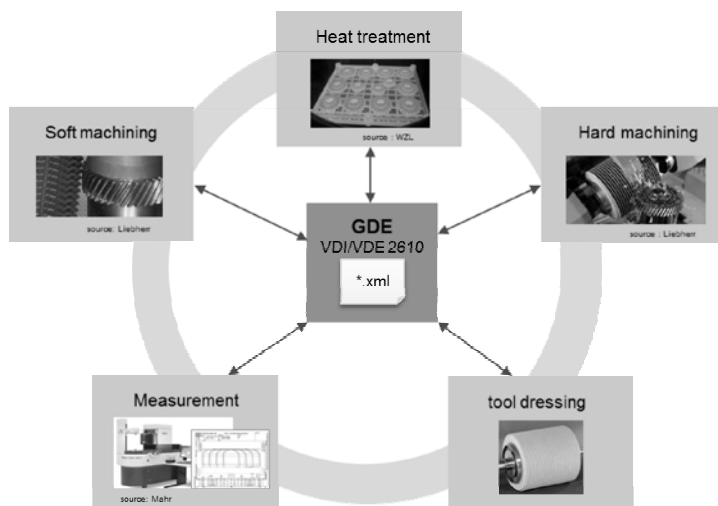 Heat treatment
source : WZL
Soft machining
source: Liebherr
Hard machining
source : Liebherr
GDE
VDI/VDE 2610
*.xml
Measurement
source: Mahr
tool dressing